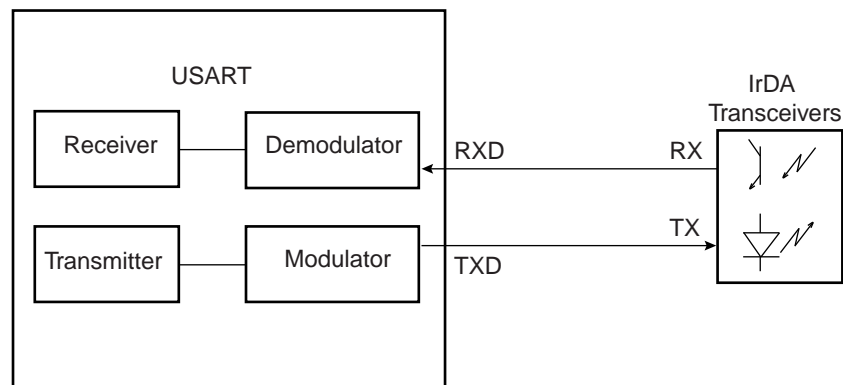 USART
IrDA
Transceivers
Receiver
Demodulator
RXD
RX
Transmitter
Modulator
TXD
TX